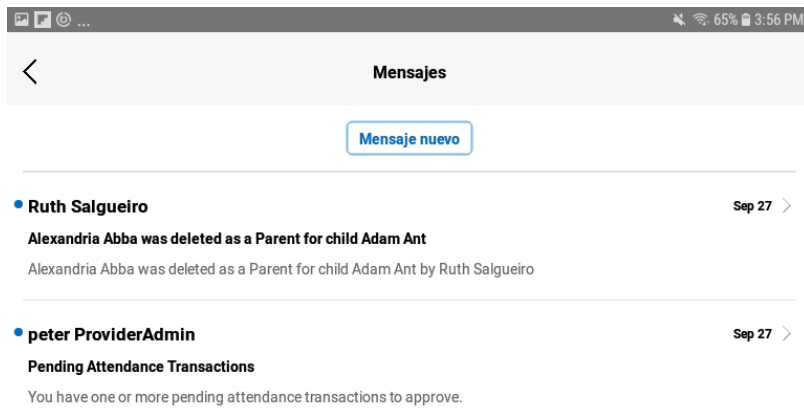 ... 65% 3:56 PM
Mensajes
Mensaje nuevo
Ruth Salgueiro Sep 27
Alexandria Abba was deleted as a Parent for child Adam Ant
Alexandria Abba was deleted as a Parent for child Adam Ant by Ruth Salgueiro
peter ProviderAdmin Sep 27
Pending Attendance Transactions
You have one or more pending attendance transactions to approve.